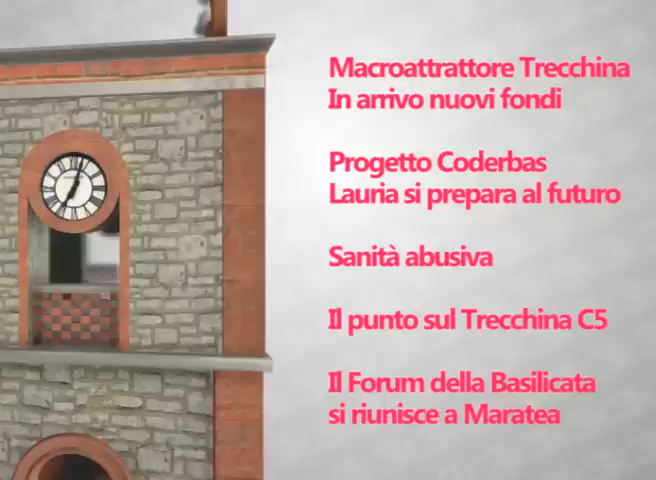 Macroattrattore Trecchina
In arrivo nuovi fondi
Progetto Coderbas
Lauria si prepara al futuro
Sanità abusiva
Il punto sul Trecchina C5
Il Forum della Basilicata
si riunisce a Maratea